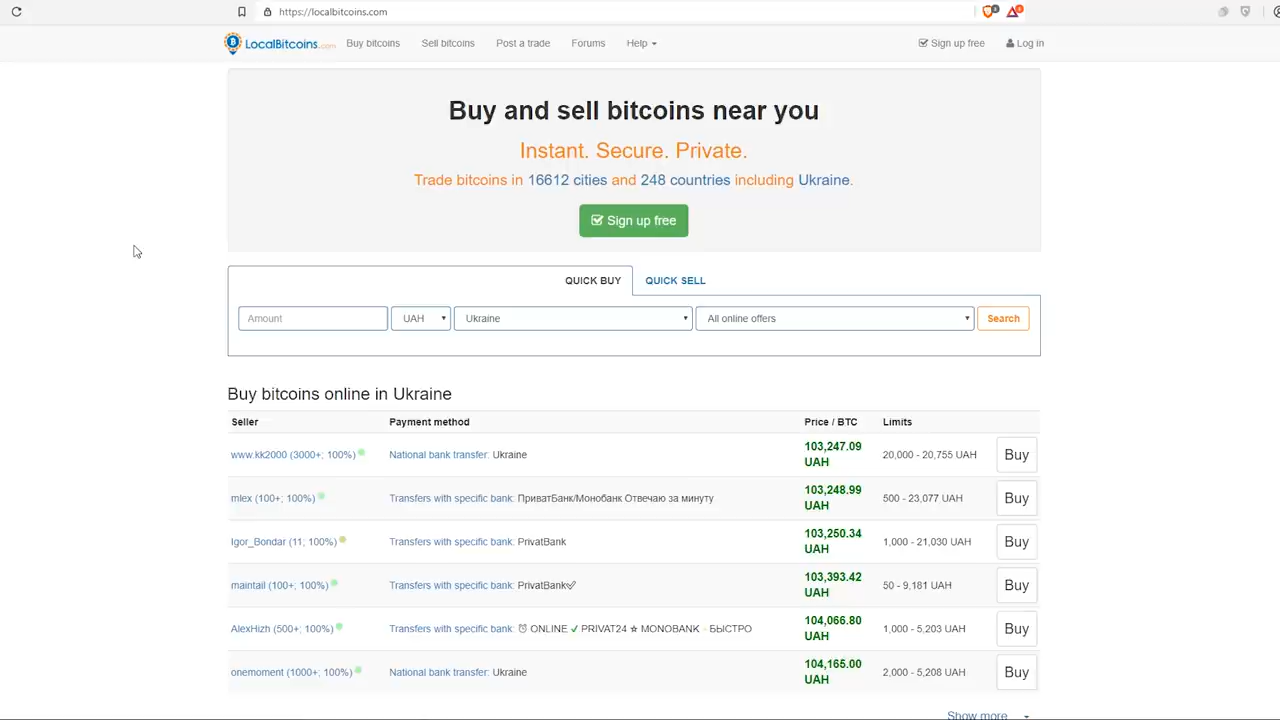 https://localbitcoins.com
LocalBitcoins.com Buy bitcoins Sell bitcoins Post a trade Forums Help Sign up free Log in
Buy and sell bitcoins near you
Instant. Secure. Private.
Trade bitcoins in 16612 cities and 248 countries including Ukraine.
Sign up free
QUICK BUY QUICK SELL
Amount UAH Ukraine All online offers Search
Buy bitcoins online in Ukraine
Seller Payment method Price / BTC Limits
www.kk2000 (3000+; 100%) National bank transfer: Ukraine 103,247.09 UAH 20,000 - 20,755 UAH Buy
mlex (100+; 100%) Transfers with specific bank: ПриватБанк/Монобанк Отвечаю за минуту 103,248.99 UAH 500 - 23,077 UAH Buy
Igor_Bondar (11; 100%) Transfers with specific bank: PrivatBank 103,250.34 UAH 1,000 - 21,030 UAH Buy
maintail (100+; 100%) Transfers with specific bank: PrivatBank✓ 103,393.42 UAH 50 - 9,181 UAH Buy
AlexHizh (500+; 100%) Transfers with specific bank: ⏰ ONLINE ✓ PRIVAT24 ☆ MONOBANK БЫСТРО 104,066.80 UAH 1,000 - 5,203 UAH Buy
onemoment (1000+; 100%) National bank transfer: Ukraine 104,165.00 UAH 2,000 - 5,208 UAH Buy
Show more